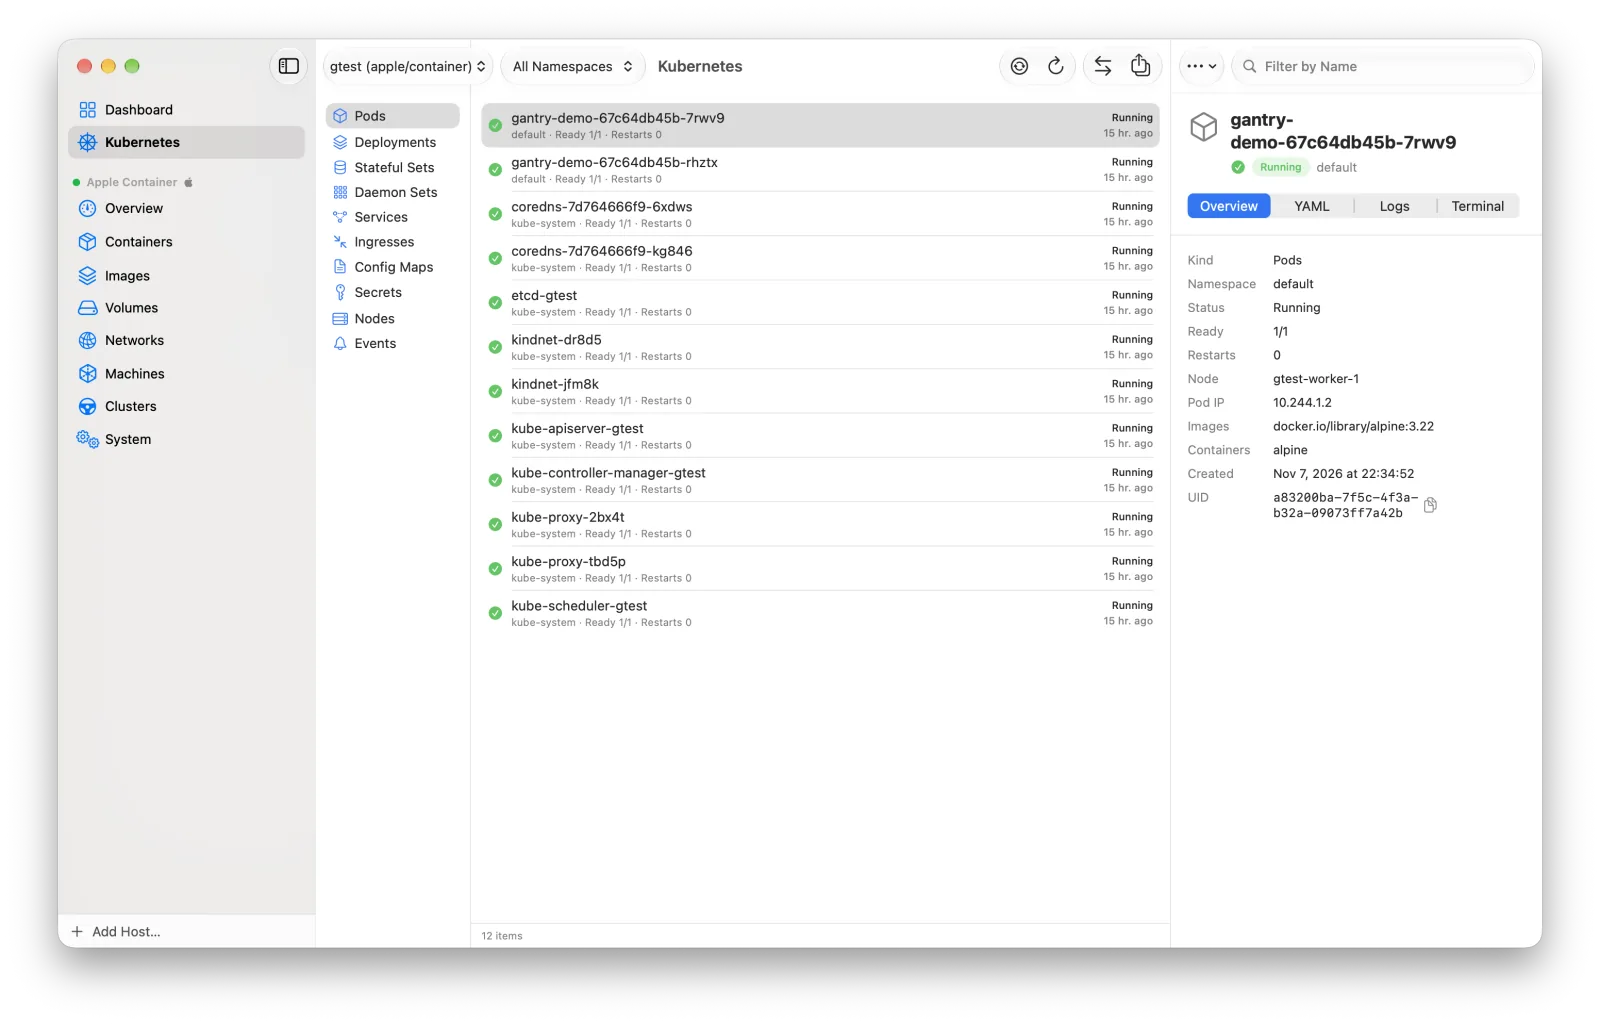 gtest (apple/container)
All Namespaces
Kubernetes
Filter by Name
Dashboard
Kubernetes
Apple Container
Overview
Containers
Images
Volumes
Networks
Machines
Clusters
System
Add Host...
Pods
Deployments
Stateful Sets
Daemon Sets
Services
Ingresses
Config Maps
Secrets
Nodes
Events
gantry-demo-67c64db45b-7rwv9 Running
default · Ready 1/1 · Restarts 0 15 hr. ago
gantry-demo-67c64db45b-rhztx Running
default · Ready 1/1 · Restarts 0 15 hr. ago
coredns-7d764666f9-6xdws Running
kube-system · Ready 1/1 · Restarts 0 15 hr. ago
coredns-7d764666f9-kg846 Running
kube-system · Ready 1/1 · Restarts 0 15 hr. ago
etcd-gtest Running
kube-system · Ready 1/1 · Restarts 0 15 hr. ago
kindnet-dr8d5 Running
kube-system · Ready 1/1 · Restarts 0 15 hr. ago
kindnet-jfm8k Running
kube-system · Ready 1/1 · Restarts 0 15 hr. ago
kube-apiserver-gtest Running
kube-system · Ready 1/1 · Restarts 0 15 hr. ago
kube-controller-manager-gtest Running
kube-system · Ready 1/1 · Restarts 0 15 hr. ago
kube-proxy-2bx4t Running
kube-system · Ready 1/1 · Restarts 0 15 hr. ago
kube-proxy-tbd5p Running
kube-system · Ready 1/1 · Restarts 0 15 hr. ago
kube-scheduler-gtest Running
kube-system · Ready 1/1 · Restarts 0 15 hr. ago
12 items
gantry-
demo-67c64db45b-7rwv9
Running default
Overview YAML Logs Terminal
Kind Pods
Namespace default
Status Running
Ready 1/1
Restarts 0
Node gtest-worker-1
Pod IP 10.244.1.2
Images docker.io/library/alpine:3.22
Containers alpine
Created Nov 7, 2026 at 22:34:52
UID a83200ba-7f5c-4f3a-
b32a-09073ff7a42b